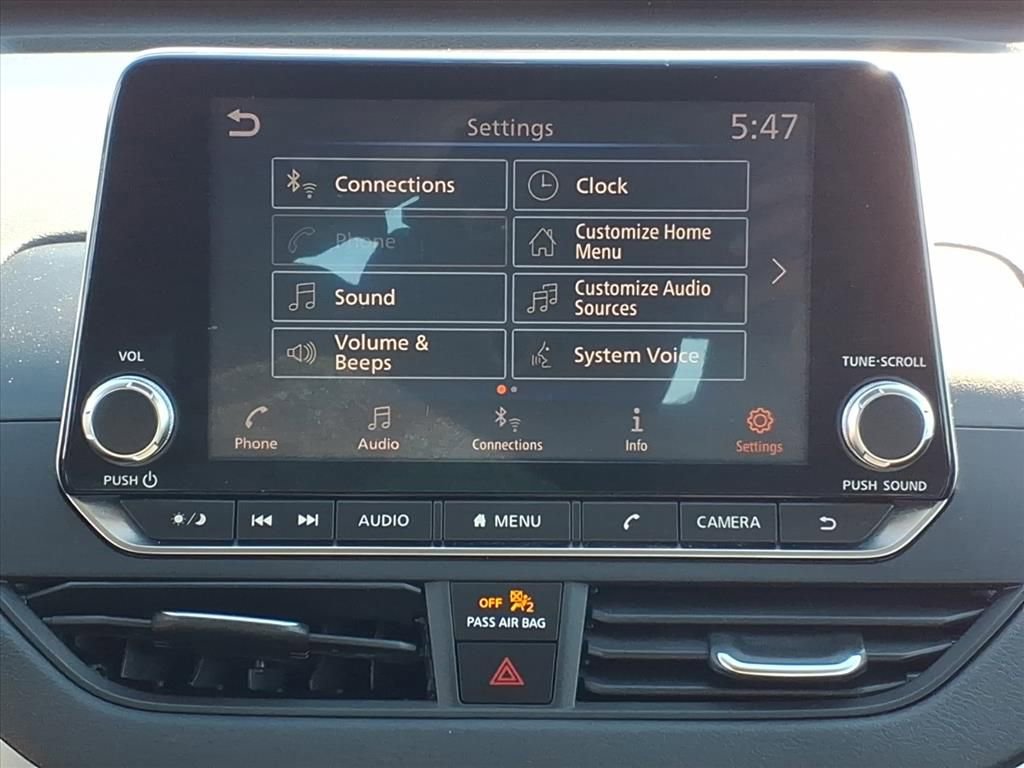 Settings
5:47
Connections
Clock
Phone
Customize Home
Menu
Sound
Customize Audio
Sources
Volume &
Beeps
System Voice
Phone
Audio
Connections
Info
Settings
VOL
PUSH
TUNE·SCROLL
PUSH SOUND
AUDIO
MENU
CAMERA
OFF
2
PASS AIR BAG